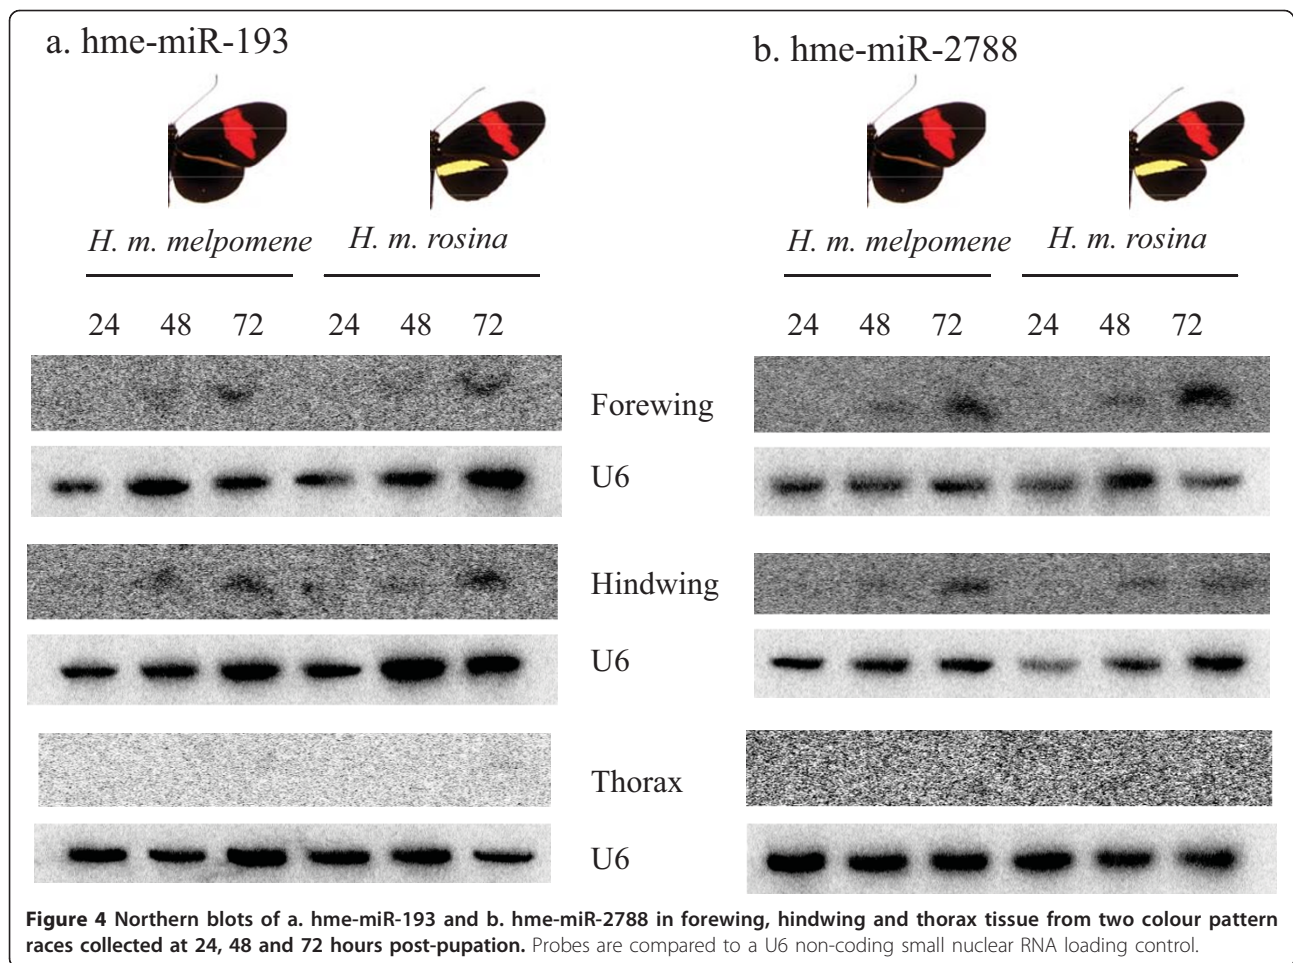 a. hme-miR-193
b. hme-miR-2788
H. m. melpomene H. m. rosina
H. m. melpomene H. m. rosina
24 48 72 24 48 72
24 48 72 24 48 72
Forewing
U6
Hindwing
U6
Thorax
U6
Figure 4 Northern blots of a. hme-miR-193 and b. hme-miR-2788 in forewing, hindwing and thorax tissue from two colour pattern
races collected at 24, 48 and 72 hours post-pupation. Probes are compared to a U6 non-coding small nuclear RNA loading control.